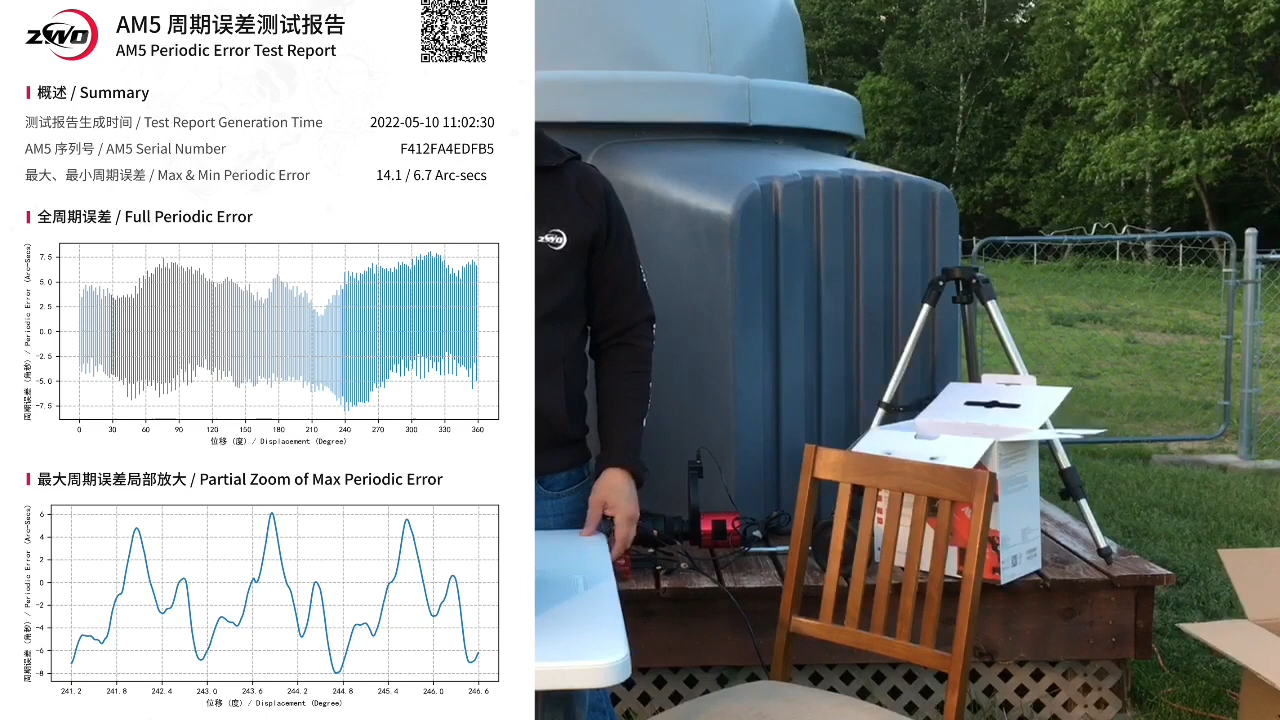 ZWO
AM5 周期误差测试报告
AM5 Periodic Error Test Report
概述 / Summary
测试报告生成时间 / Test Report Generation Time 2022-05-10 11:02:30
AM5 序列号 / AM5 Serial Number F412FA4EDFB5
最大、最小周期误差 / Max & Min Periodic Error 14.1 / 6.7 Arc-secs
全周期误差 / Full Periodic Error
周期误差 (角秒) / Periodic Error (Arc-Secs)
7.5
5.0
2.5
0.0
-2.5
-5.0
-7.5
0 30 60 90 120 150 180 210 240 270 300 330 360
位移 (度) / Displacement (Degree)
最大周期误差局部放大 / Partial Zoom of Max Periodic Error
周期误差 (角秒) / Periodic Error (Arc-Secs)
6
4
2
0
-2
-4
-6
-8
241.2 241.8 242.4 243.0 243.6 244.2 244.8 245.4 246.0 246.6
位移 (度) / Displacement (Degree)
ZWO